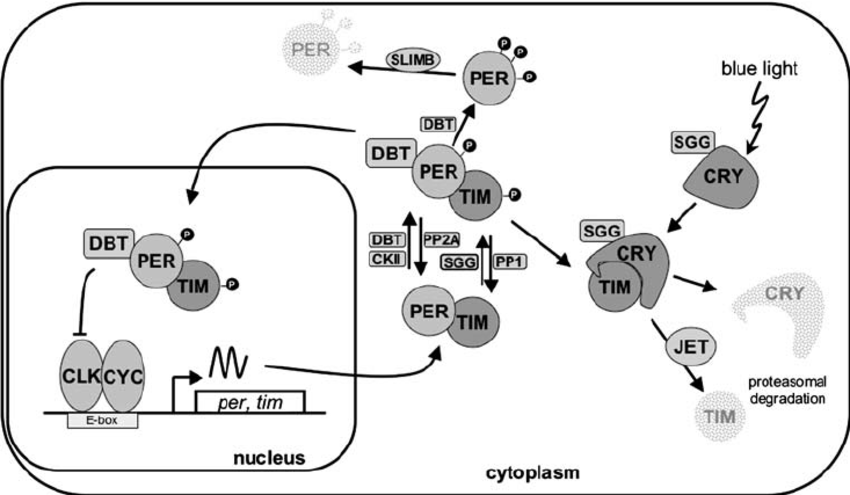 PER
SLIMB
PER
P
P
P
blue light
DBT
SGG
CRY
DBT
PER
P
TIM
P
SGG
CRY
TIM
DBT
PP2A
CKII
SGG
PP1
DBT
PER
P
TIM
P
PER
TIM
CRY
JET
proteasomal
degradation
TIM
CLK
CYC
E-box
per, tim
nucleus
cytoplasm